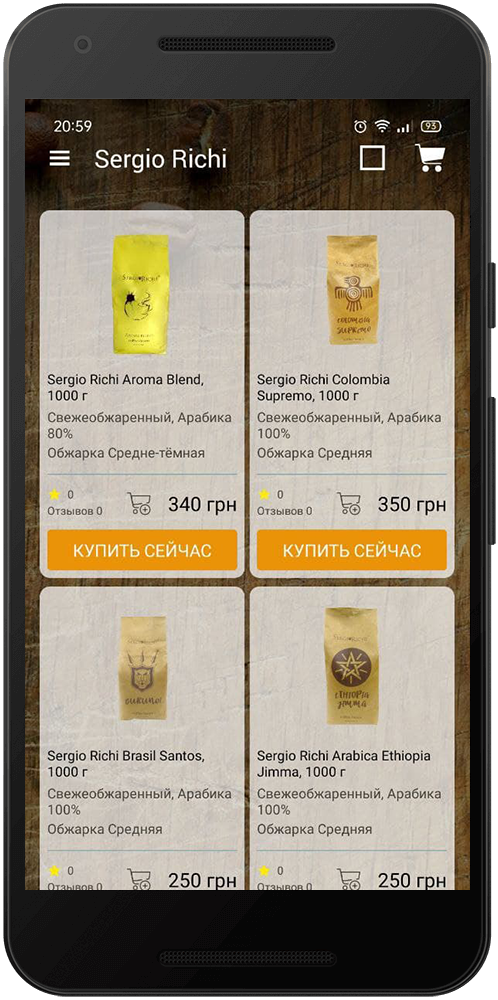 20:59
93
Sergio Richi
COLOMBIA
SUPREMO
Sergio Richi Aroma Blend,
1000 г
Свежеобжаренный, Арабика
80%
Обжарка Средне-тёмная
0
Отзывов 0
340 грн
КУПИТЬ СЕЙЧАС
Sergio Richi Colombia
Supremo, 1000 г
Свежеобжаренный, Арабика
100%
Обжарка Средняя
0
Отзывов 0
350 грн
КУПИТЬ СЕЙЧАС
BURUNDI
ETHIOPIA
JIMMA
Sergio Richi Brasil Santos,
1000 г
Свежеобжаренный, Арабика
100%
Обжарка Средняя
0
Отзывов 0
250 грн
Sergio Richi Arabica Ethiopia
Jimma, 1000 г
Свежеобжаренный, Арабика
100%
Обжарка Средняя
0
Отзывов 0
250 грн